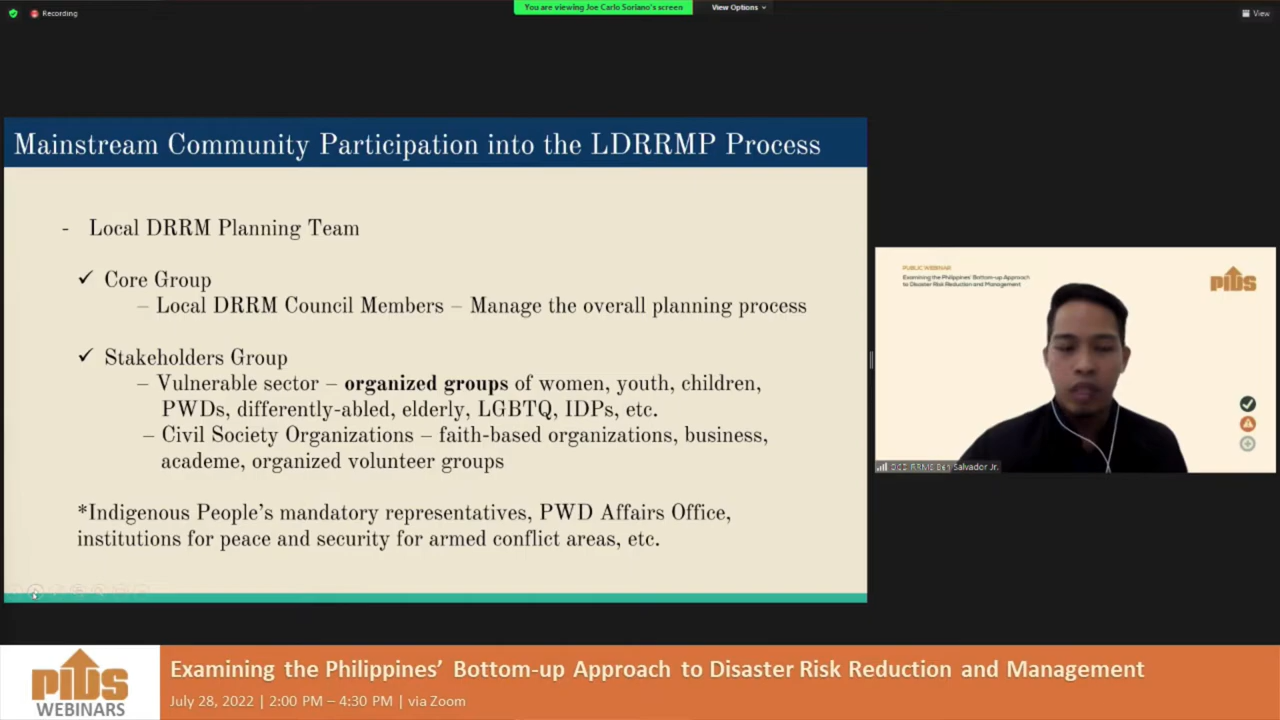 Recording
You are viewing Joe Carlo Soriano's screen
View Options
View
Mainstream Community Participation into the LDRRMP Process
- Local DRRM Planning Team
✓ Core Group
– Local DRRM Council Members – Manage the overall planning process
✓ Stakeholders Group
– Vulnerable sector – organized groups of women, youth, children,
PWDs, differently-abled, elderly, LGBTQ, IDPs, etc.
– Civil Society Organizations – faith-based organizations, business,
academe, organized volunteer groups
*Indigenous People's mandatory representatives, PWD Affairs Office,
institutions for peace and security for armed conflict areas, etc.
PUBLIC WEBINAR
Examining the Philippines' Bottom-up Approach
to Disaster Risk Reduction and Management
PIDS
Ben Salvador Jr.
PIDS
WEBINARS
Examining the Philippines' Bottom-up Approach to Disaster Risk Reduction and Management
July 28, 2022 | 2:00 PM – 4:30 PM | via Zoom